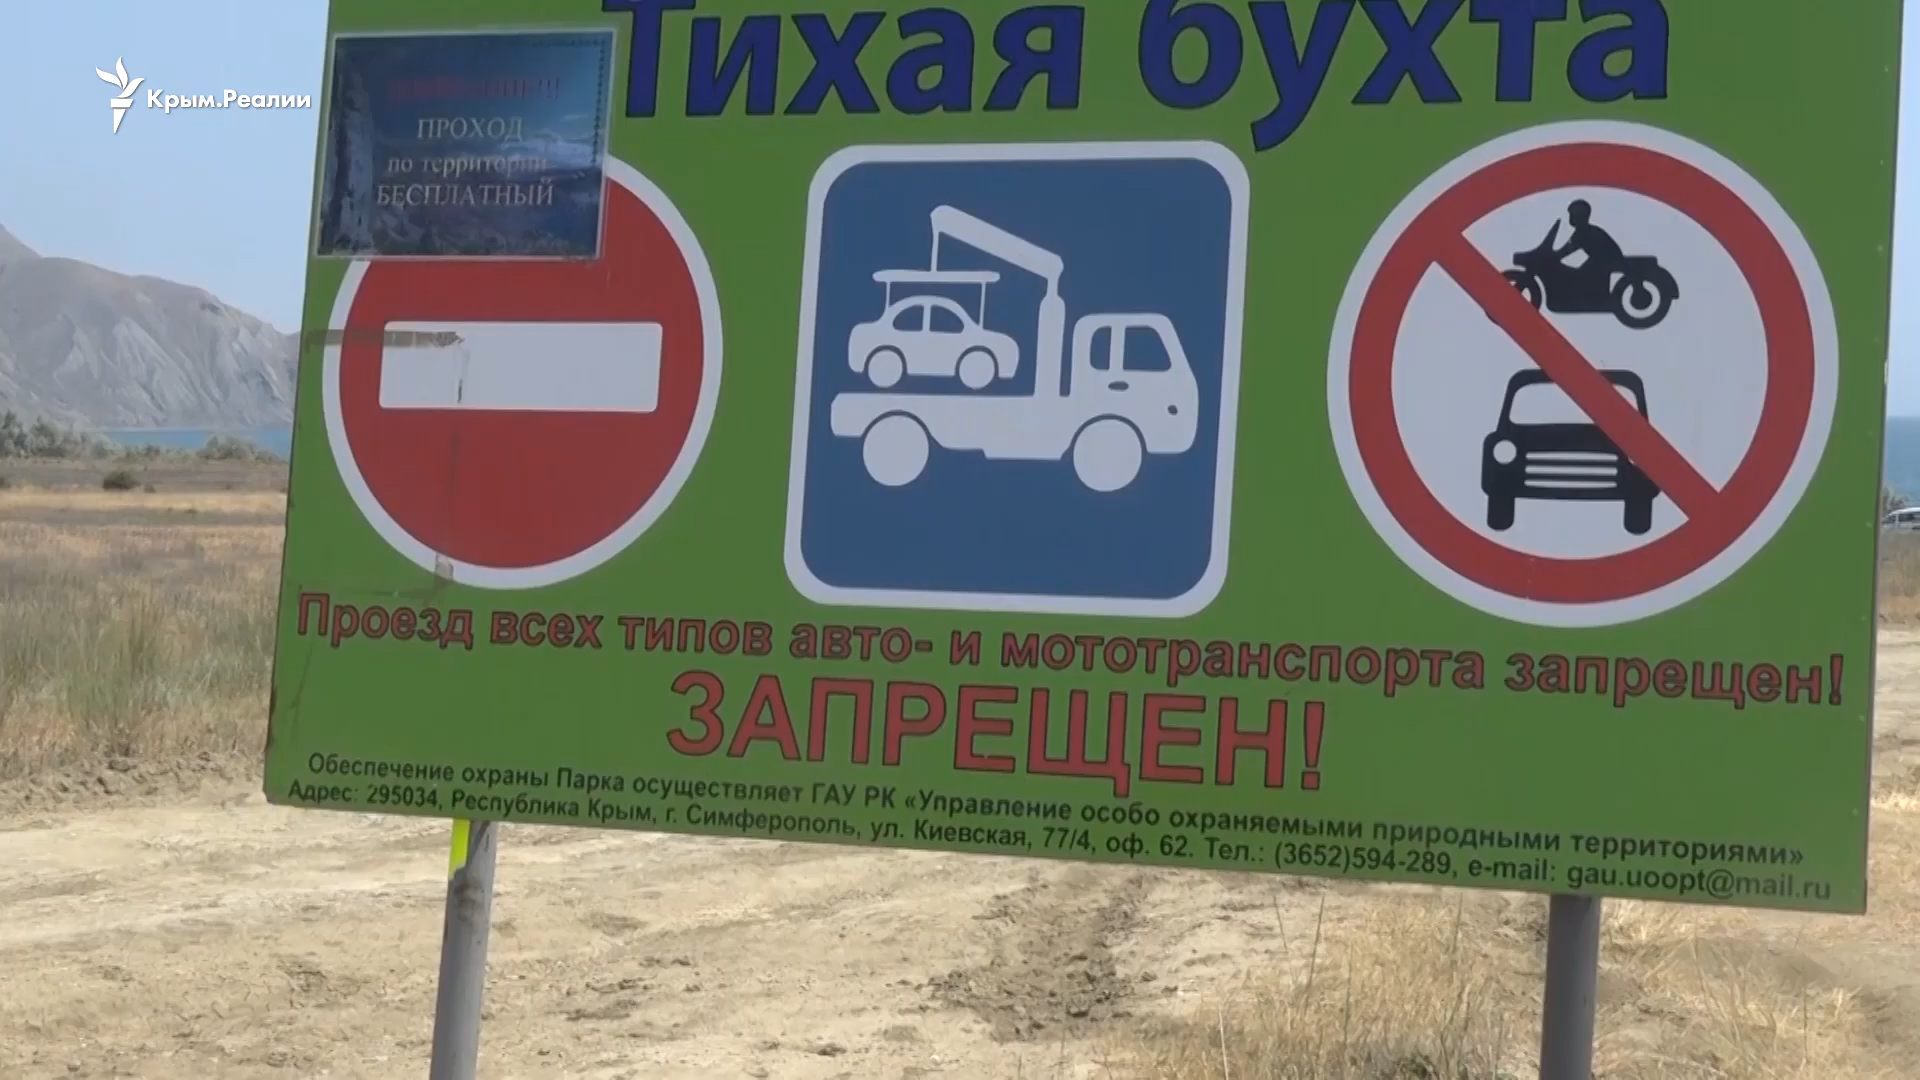 Крым.Реалии
Тихая бухта
ПРОХОД
по территории
БЕСПЛАТНЫЙ
Проезд всех типов авто- и мототранспорта запрещен!
ЗАПРЕЩЕН!
Обеспечение охраны Парка осуществляет ГАУ РК «Управление особо охраняемыми природными территориями»
Адрес: 295034, Республика Крым, г. Симферополь, ул. Киевская, 77/4, оф. 62. Тел.: (3652)594-289, e-mail: gau.uoopt@mail.ru